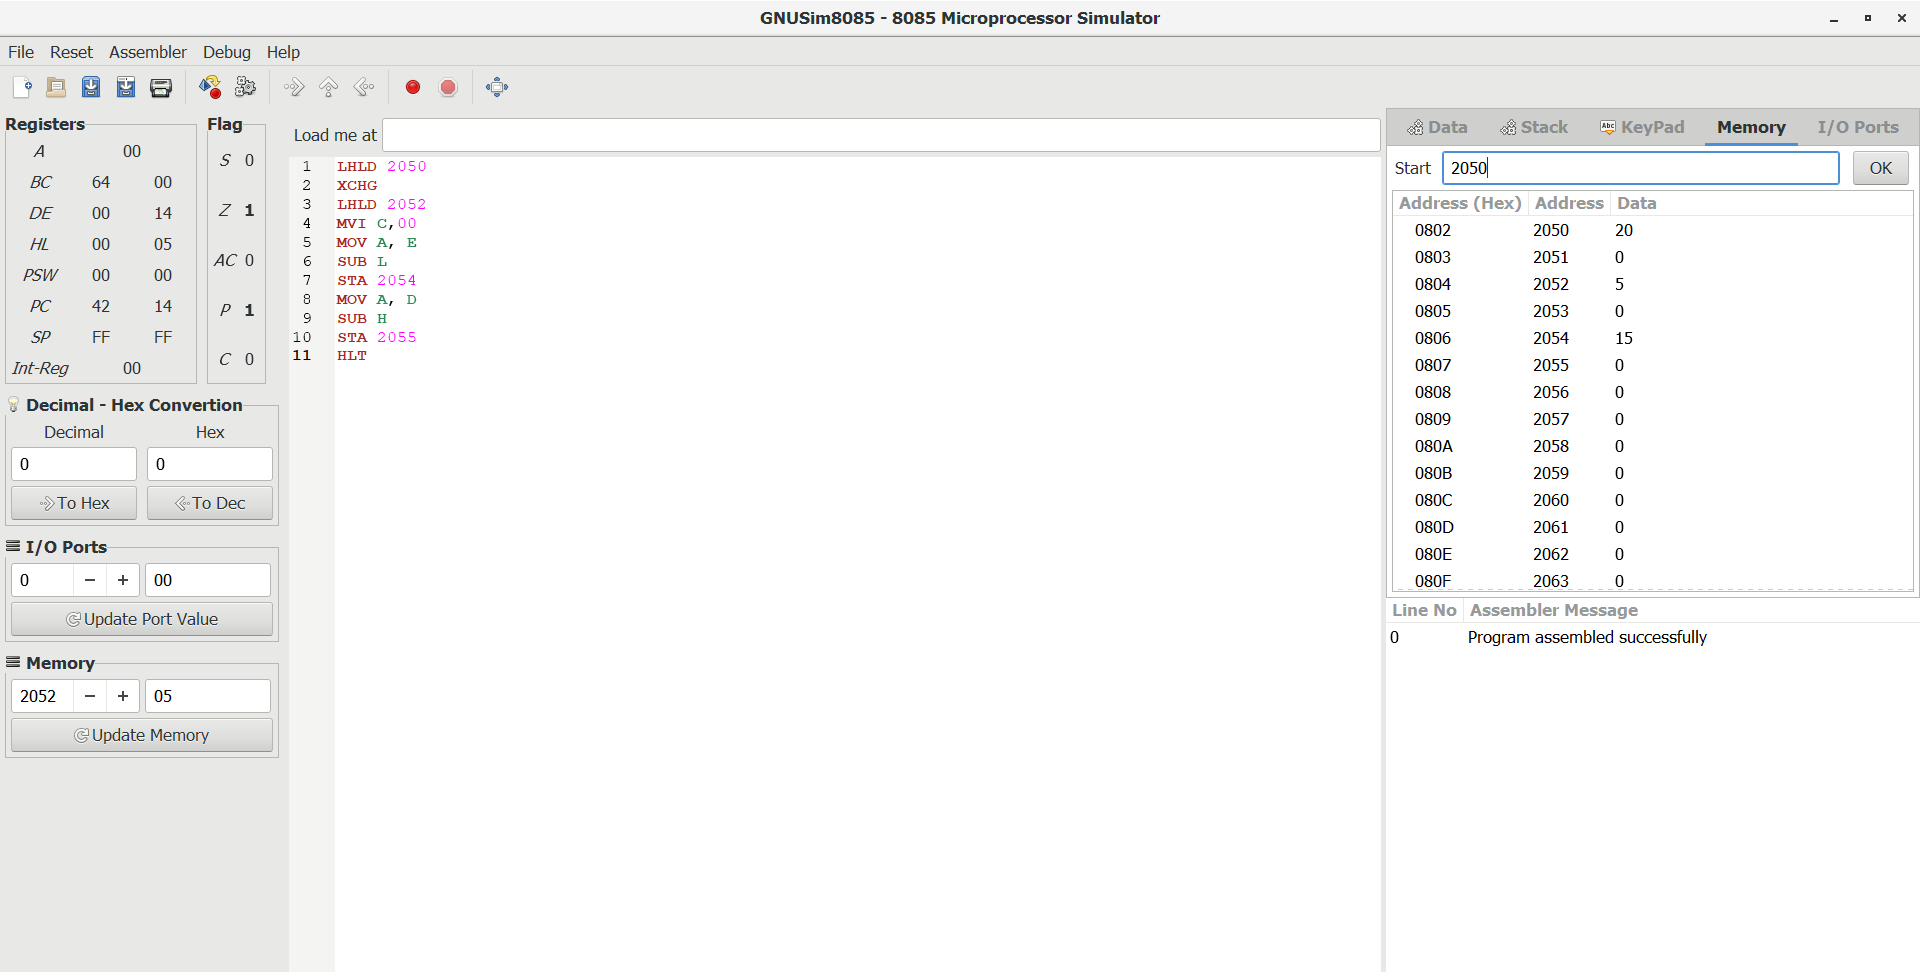 GNUSim8085 - 8085 Microprocessor Simulator
File Reset Assembler Debug Help
Registers
A 00
BC 64 00
DE 00 14
HL 00 05
PSW 00 00
PC 42 14
SP FF FF
Int-Reg 00
Flag
S 0
Z 1
AC 0
P 1
C 0
Decimal - Hex Convertion
Decimal Hex
0 0
To Hex To Dec
I/O Ports
0 − + 00
Update Port Value
Memory
2052 − + 05
Update Memory
Load me at
1 LHLD 2050
2 XCHG
3 LHLD 2052
4 MVI C,00
5 MOV A, E
6 SUB L
7 STA 2054
8 MOV A, D
9 SUB H
10 STA 2055
11 HLT
Data Stack Abc KeyPad Memory I/O Ports
Start 2050 OK
Address (Hex) Address Data
0802 2050 20
0803 2051 0
0804 2052 5
0805 2053 0
0806 2054 15
0807 2055 0
0808 2056 0
0809 2057 0
080A 2058 0
080B 2059 0
080C 2060 0
080D 2061 0
080E 2062 0
080F 2063 0
Line No Assembler Message
0 Program assembled successfully